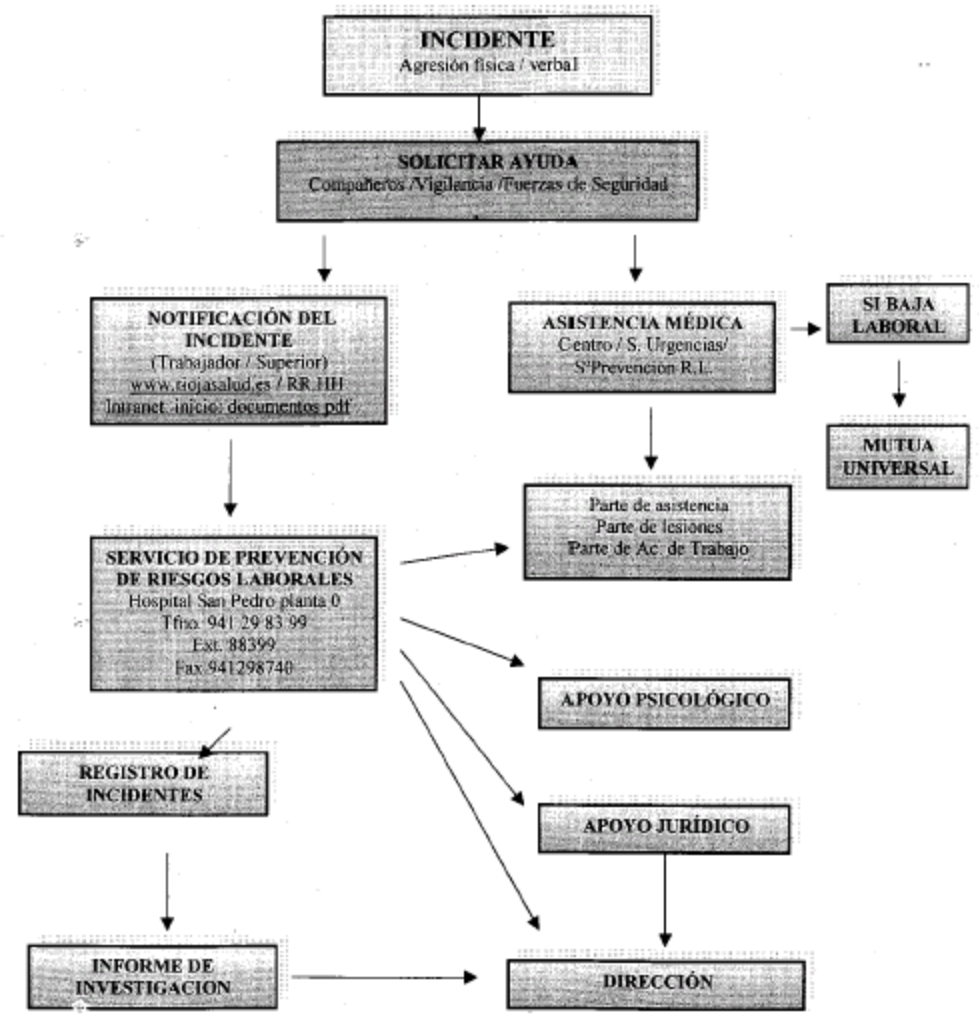 INCIDENTE
Agresión física / verbal
SOLICITAR AYUDA
Compañeros /Vigilancia /Fuerzas de Seguridad
NOTIFICACIÓN DEL
INCIDENTE
(Trabajador / Superior)
www.riojasalud.es / RR.HH
Intranet -inicio: documentos pdf
ASISTENCIA MÉDICA
Centro / S. Urgencias/
SºPrevención R.L.
SI BAJA
LABORAL
MUTUA
UNIVERSAL
Parte de asistencia
Parte de lesiones
Parte de Ac. de Trabajo
SERVICIO DE PREVENCIÓN
DE RIESGOS LABORALES
Hospital San Pedro planta 0
Tfno. 941 29 83 99
Ext. 88399
Fax 941298740
APOYO PSICOLÓGICO
REGISTRO DE
INCIDENTES
APOYO JURÍDICO
INFORME DE
INVESTIGACION
DIRECCIÓN